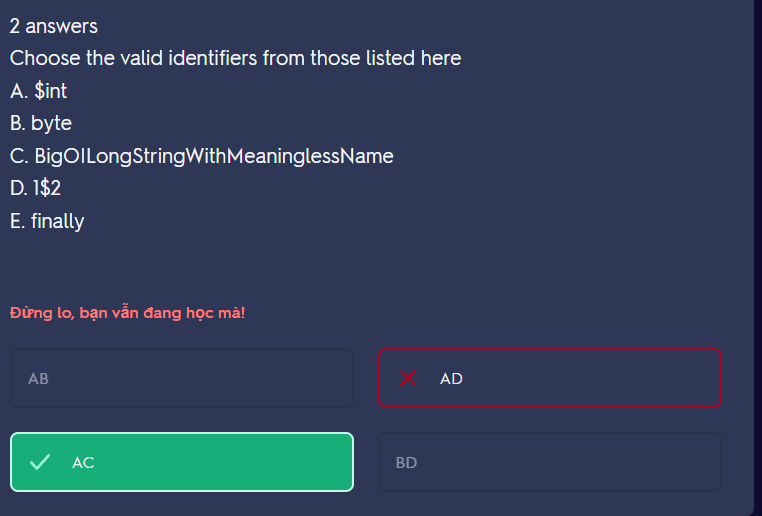 2 answers
Choose the valid identifiers from those listed here
A. $int
B. byte
C. BigOlLongStringWithMeaninglessName
D. 1$2
E. finally
Đừng lo, bạn vẫn đang học mà!
AB
AD
AC
BD